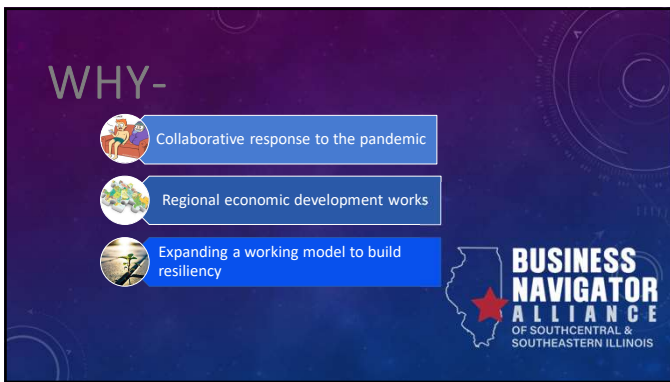 WHY-
Collaborative response to the pandemic
Regional economic development works
Expanding a working model to build
resiliency
BUSINESS
NAVIGATOR
ALLIANCE
OF SOUTHCENTRAL &
SOUTHEASTERN ILLINOIS